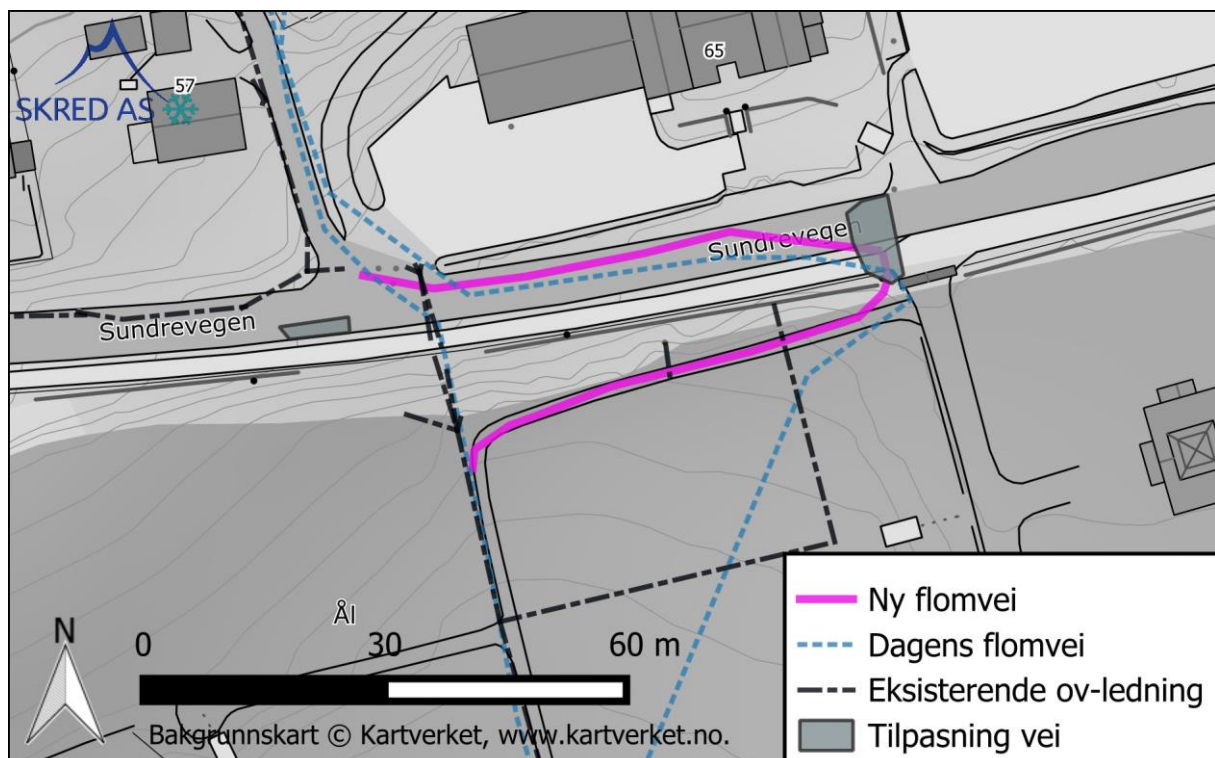 65
57
SKRED AS
Sundrevegen
Sundrevegen
Ål
N
0 30 60 m
Bakgrunnskart © Kartverket, www.kartverket.no.
Ny flomvei
Dagens flomvei
Eksisterende ov-ledning
Tilpasning vei